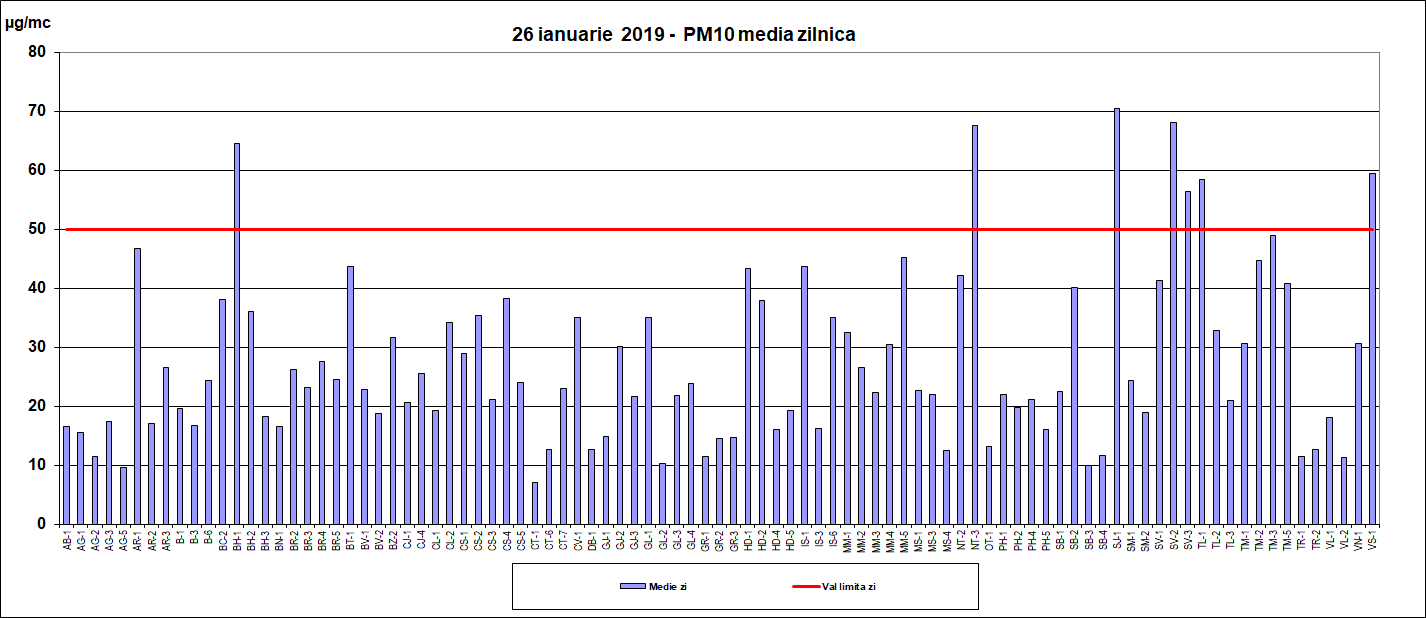 µg/mc
26 ianuarie 2019 - PM10 media zilnica
80
70
60
50
40
30
20
10
0
AB-1 AG-1 AG-2 AG-3 AG-5 AR-1 AR-2 AR-3 B-1 B-3 B-6 BC-2 BH-1 BH-2 BH-3 BN-1 BR-2 BR-3 BR-4 BR-5 BT-1 BV-1 BV-2 BZ-2 CJ-1 CJ-4 CL-1 CL-2 CS-1 CS-2 CS-3 CS-4 CS-5 CT-1 CT-6 CT-7 CV-1 DB-1 GJ-1 GJ-2 GJ-3 GL-1 GL-2 GL-3 GL-4 GR-1 GR-2 GR-3 HD-1 HD-2 HD-4 HD-5 IS-1 IS-3 IS-6 MM-1 MM-2 MM-3 MM-4 MM-5 MS-1 MS-3 MS-4 NT-2 NT-3 OT-1 PH-1 PH-2 PH-4 PH-5 SB-1 SB-2 SB-3 SB-4 SJ-1 SM-1 SM-2 SV-1 SV-2 SV-3 TL-1 TL-2 TL-3 TM-1 TM-2 TM-3 TM-5 TR-1 TR-2 VL-1 VL-2 VN-1 VS-1
Medie zi Val limita zi